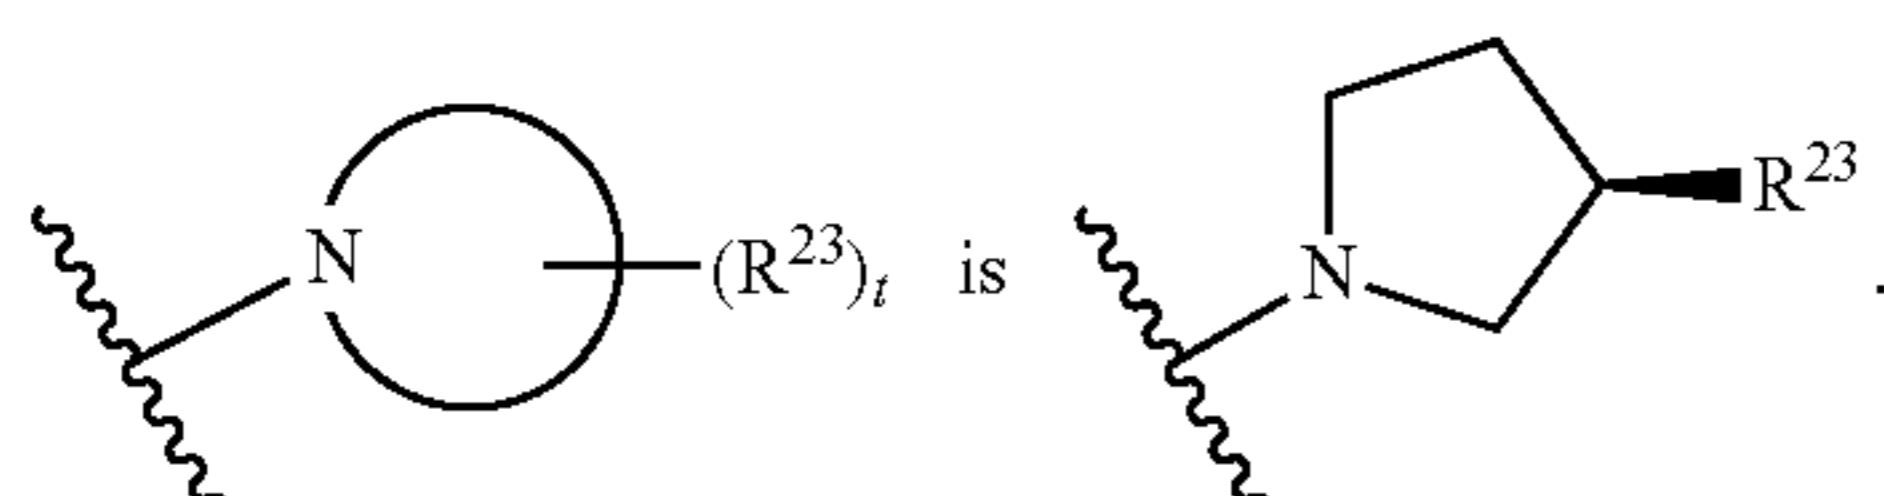 N (R²³)ₜ is N R²³ .